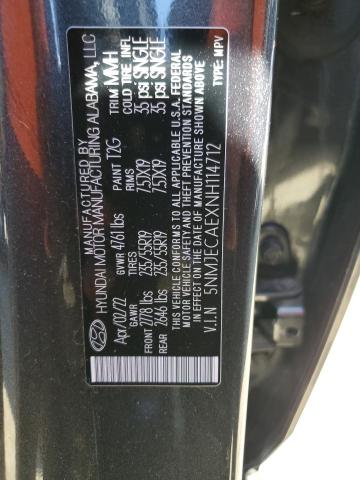 MANUFACTURED BY
HYUNDAI MOTOR MANUFACTURING ALABAMA, LLC
Apr/02/22 GVWR 4761 lbs PAINT T2G TRIM MMH
GAWR TIRES RIMS COLD TIRE INFL
FRONT 2778 lbs 235/55R19 7.5JX19 35 psi SINGLE
REAR 2646 lbs 235/55R19 7.5JX19 35 psi SINGLE
THIS VEHICLE CONFORMS TO ALL APPLICABLE U.S.A. FEDERAL
MOTOR VEHICLE SAFETY AND THEFT PREVENTION STANDARDS
IN EFFECT ON THE DATE OF MANUFACTURE SHOWN ABOVE.
V.I.N 5NMJECAEXNH114712
TYPE: MPV